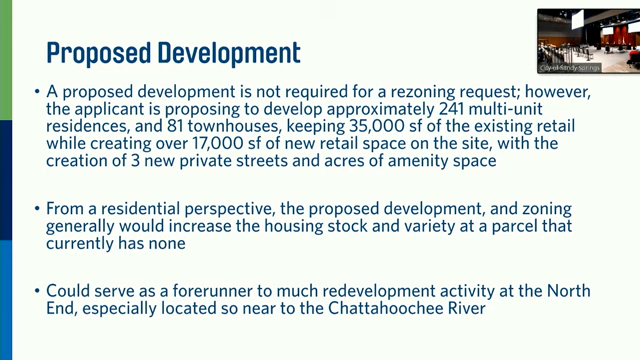 Proposed Development
City of Sandy Springs
• A proposed development is not required for a rezoning request; however,
the applicant is proposing to develop approximately 241 multi-unit
residences, and 81 townhouses, keeping 35,000 sf of the existing retail
while creating over 17,000 sf of new retail space on the site, with the
creation of 3 new private streets and acres of amenity space
• From a residential perspective, the proposed development, and zoning
generally would increase the housing stock and variety at a parcel that
currently has none
• Could serve as a forerunner to much redevelopment activity at the North
End, especially located so near to the Chattahoochee River